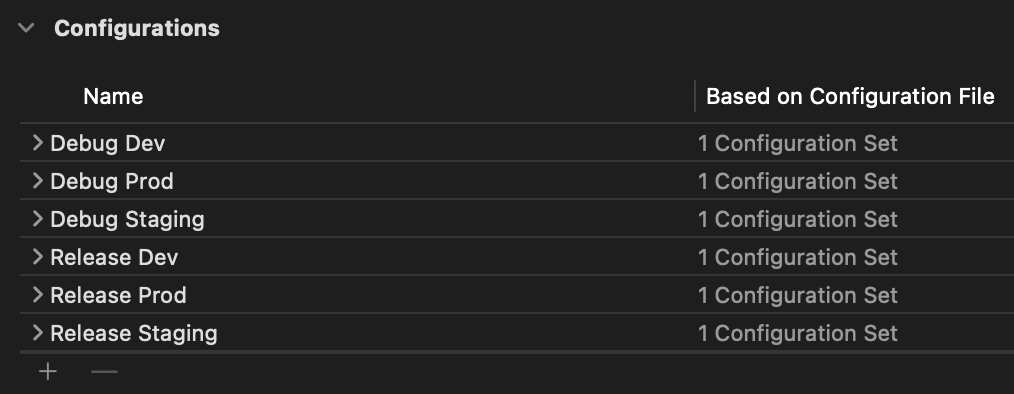 Configurations
Name Based on Configuration File
Debug Dev 1 Configuration Set
Debug Prod 1 Configuration Set
Debug Staging 1 Configuration Set
Release Dev 1 Configuration Set
Release Prod 1 Configuration Set
Release Staging 1 Configuration Set